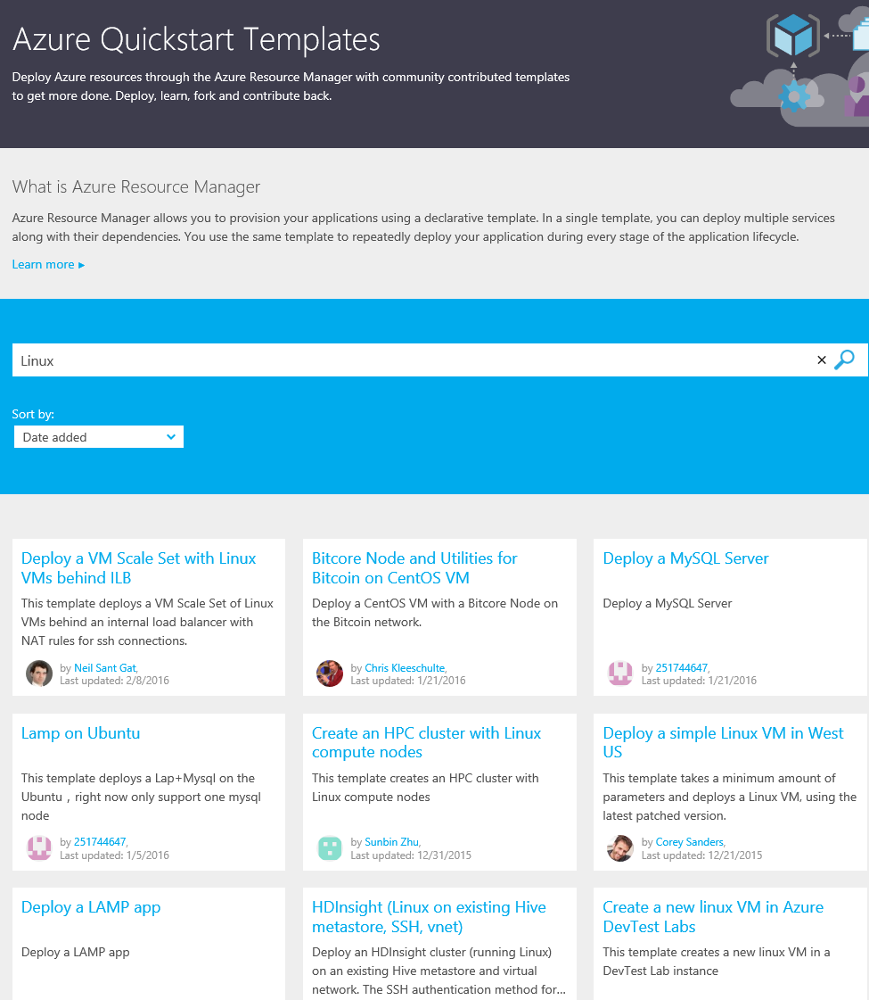 Azure Quickstart Templates
Deploy Azure resources through the Azure Resource Manager with community contributed templates
to get more done. Deploy, learn, fork and contribute back.
What is Azure Resource Manager
Azure Resource Manager allows you to provision your applications using a declarative template. In a single template, you can deploy multiple services
along with their dependencies. You use the same template to repeatedly deploy your application during every stage of the application lifecycle.
Learn more ▸
Linux
Sort by:
Date added
Deploy a VM Scale Set with Linux
VMs behind ILB
This template deploys a VM Scale Set of Linux
VMs behind an internal load balancer with
NAT rules for ssh connections.
by Neil Sant Gat,
Last updated: 2/8/2016
Bitcore Node and Utilities for
Bitcoin on CentOS VM
Deploy a CentOS VM with a Bitcore Node on
the Bitcoin network.
by Chris Kleeschulte,
Last updated: 1/21/2016
Deploy a MySQL Server
Deploy a MySQL Server
by 251744647,
Last updated: 1/21/2016
Lamp on Ubuntu
This template deploys a Lap+Mysql on the
Ubuntu，right now only support one mysql
node
by 251744647,
Last updated: 1/5/2016
Create an HPC cluster with Linux
compute nodes
This template creates an HPC cluster with
Linux compute nodes
by Sunbin Zhu,
Last updated: 12/31/2015
Deploy a simple Linux VM in West
US
This template takes a minimum amount of
parameters and deploys a Linux VM, using the
latest patched version.
by Corey Sanders,
Last updated: 12/21/2015
Deploy a LAMP app
Deploy a LAMP app
HDInsight (Linux on existing Hive
metastore, SSH, vnet)
Deploy an HDInsight cluster (running Linux)
on an existing Hive metastore and virtual
network. The SSH authentication method for...
Create a new linux VM in Azure
DevTest Labs
This template creates a new linux VM in a
DevTest Lab instance